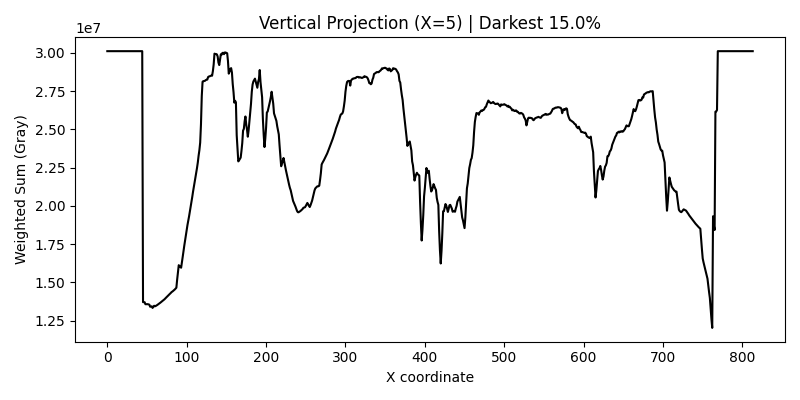 Vertical Projection (X=5) | Darkest 15.0%
1e7
3.00
2.75
2.50
2.25
2.00
1.75
1.50
1.25
Weighted Sum (Gray)
0 100 200 300 400 500 600 700 800
X coordinate